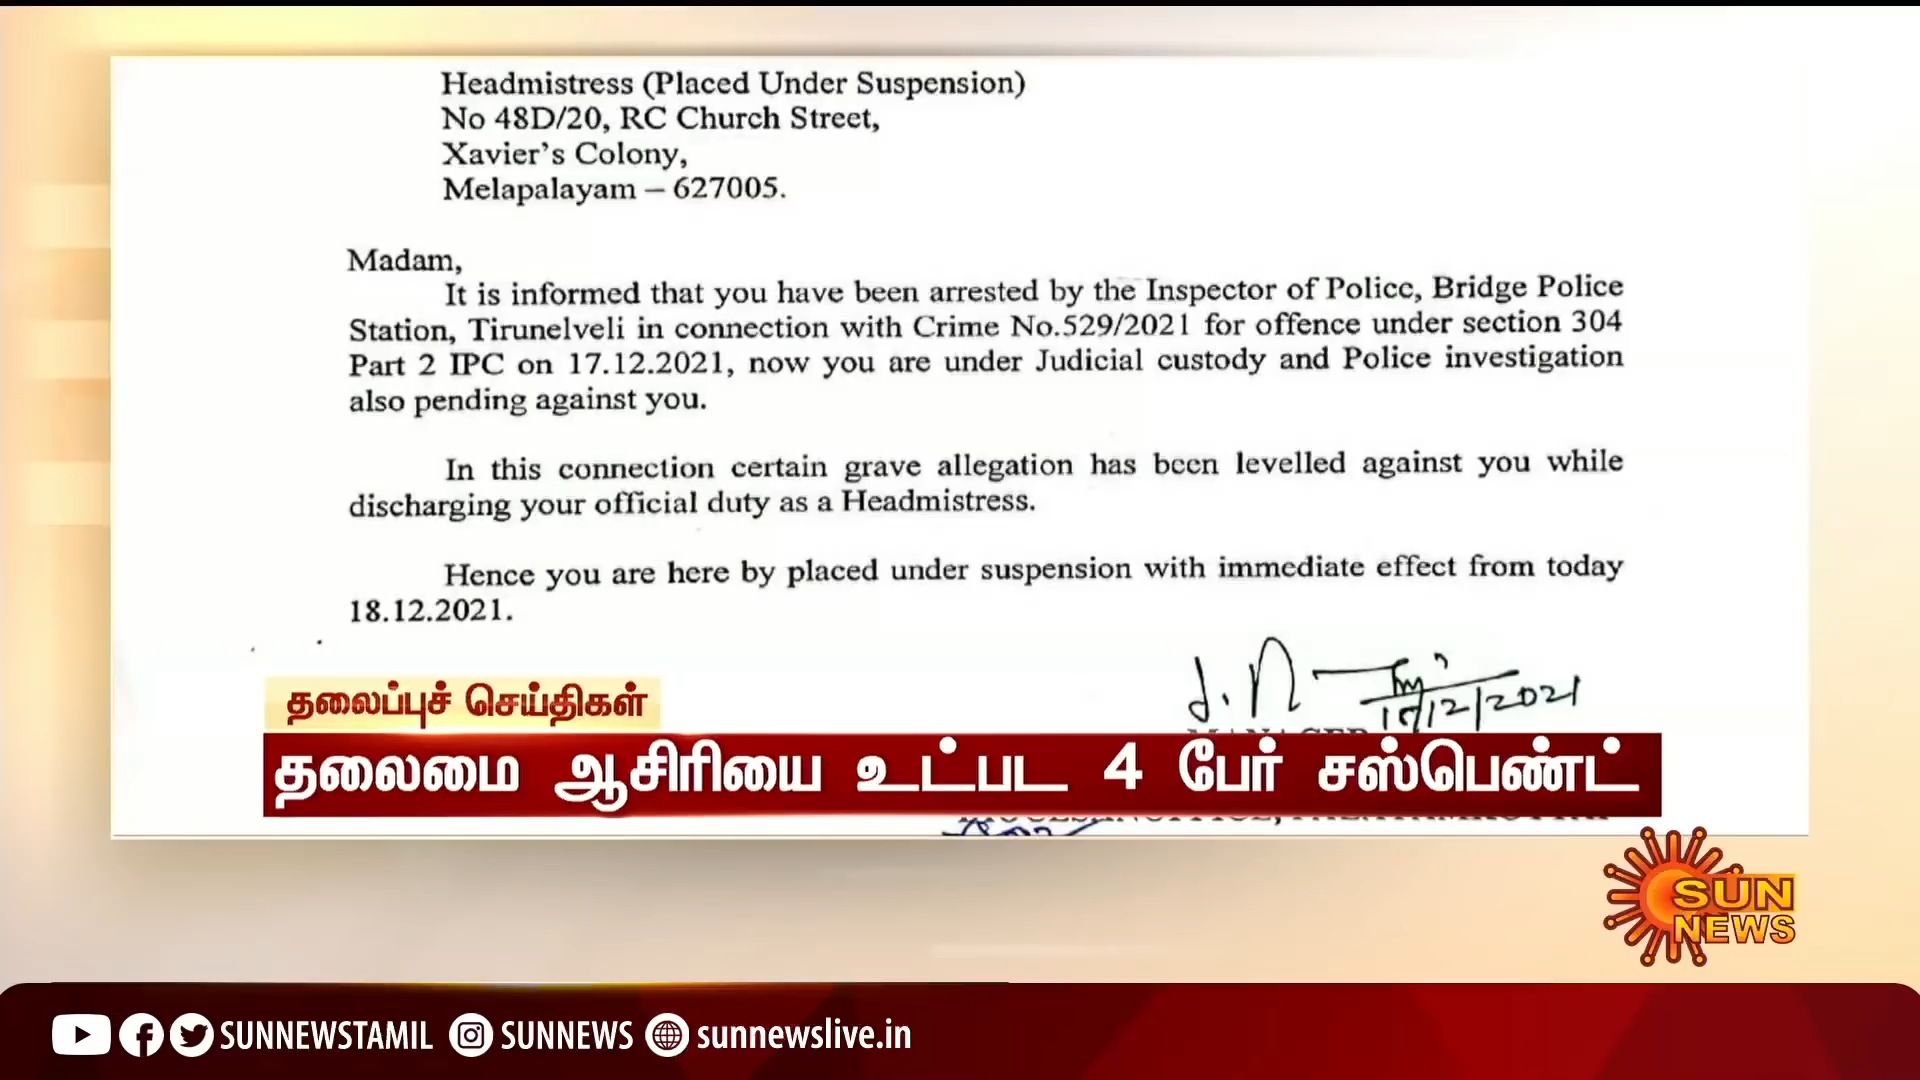 Headmistress (Placed Under Suspension)
No 48D/20, RC Church Street,
Xavier's Colony,
Melapalayam – 627005.
Madam,
It is informed that you have been arrested by the Inspector of Police, Bridge Police
Station, Tirunelveli in connection with Crime No.529/2021 for offence under section 304
Part 2 IPC on 17.12.2021, now you are under Judicial custody and Police investigation
also pending against you.
In this connection certain grave allegation has been levelled against you while
discharging your official duty as a Headmistress.
Hence you are here by placed under suspension with immediate effect from today
18.12.2021.
தலைப்புச் செய்திகள்
தலைமை ஆசிரியை உட்பட 4 பேர் சஸ்பெண்ட்
SUN
NEWS
SUNNEWSTAMIL SUNNEWS sunnewslive.in